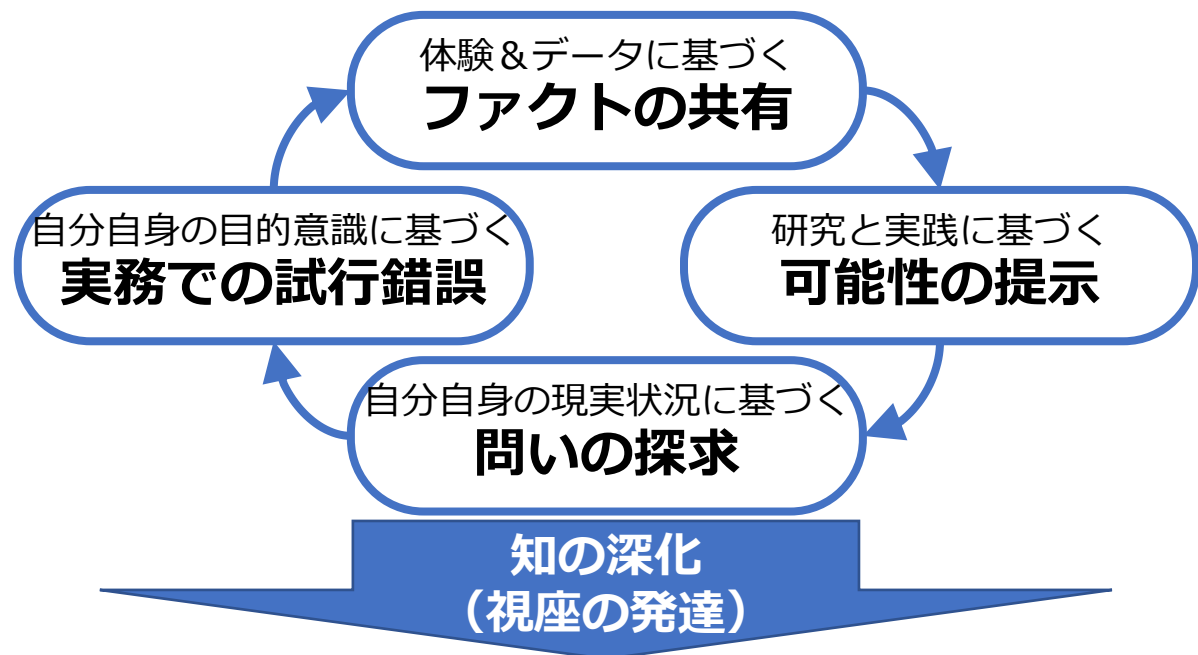 体験＆データに基づく
ファクトの共有
自分自身の目的意識に基づく
実務での試行錯誤
研究と実践に基づく
可能性の提示
自分自身の現実状況に基づく
問いの探求
知の深化
（視座の発達）